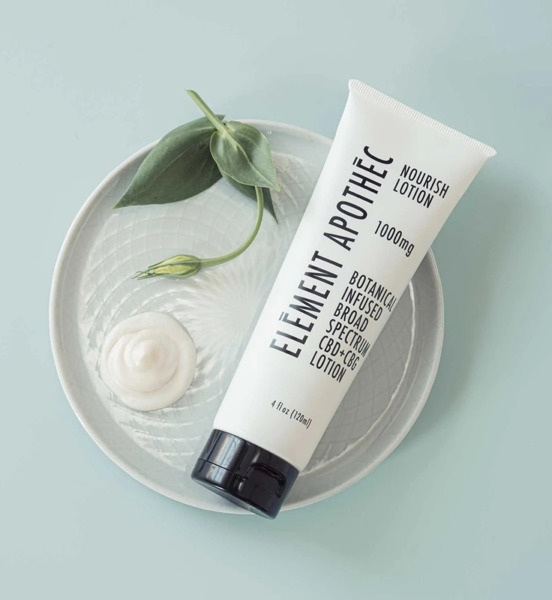 ELĒMENT APOTHĒC
NOURISH
LOTION
1000mg
BOTANICAL
INFUSED
BROAD
SPECTRUM
CBD+CBG
LOTION
4 fl oz (120ml)